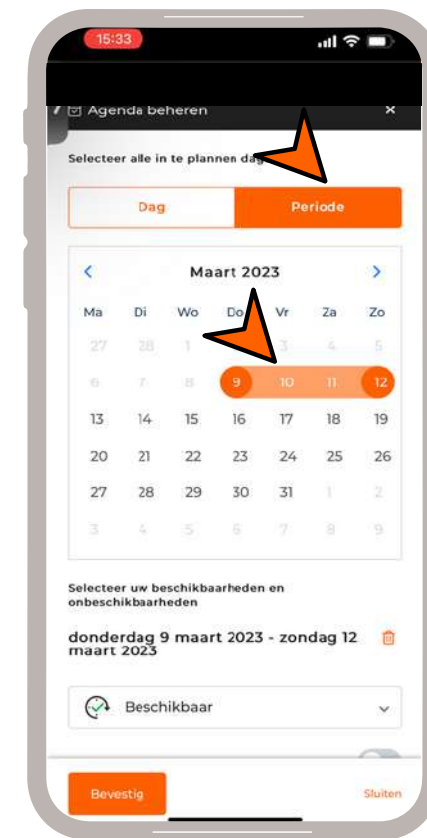 15:33
Agenda beheren
Selecteer alle in te plannen
Dag Periode
Maart 2023
Ma Di Wo Do Vr Za Zo
27 28 1 3 4 5
6 7 8 9 10 11 12
13 14 15 16 17 18 19
20 21 22 23 24 25 26
27 28 29 30 31 1 2
3 4 5 6 7 8 9
Selecteer uw beschikbaarheden en
onbeschikbaarheden
donderdag 9 maart 2023 - zondag 12
maart 2023
Beschikbaar
Bevestig Sluiten